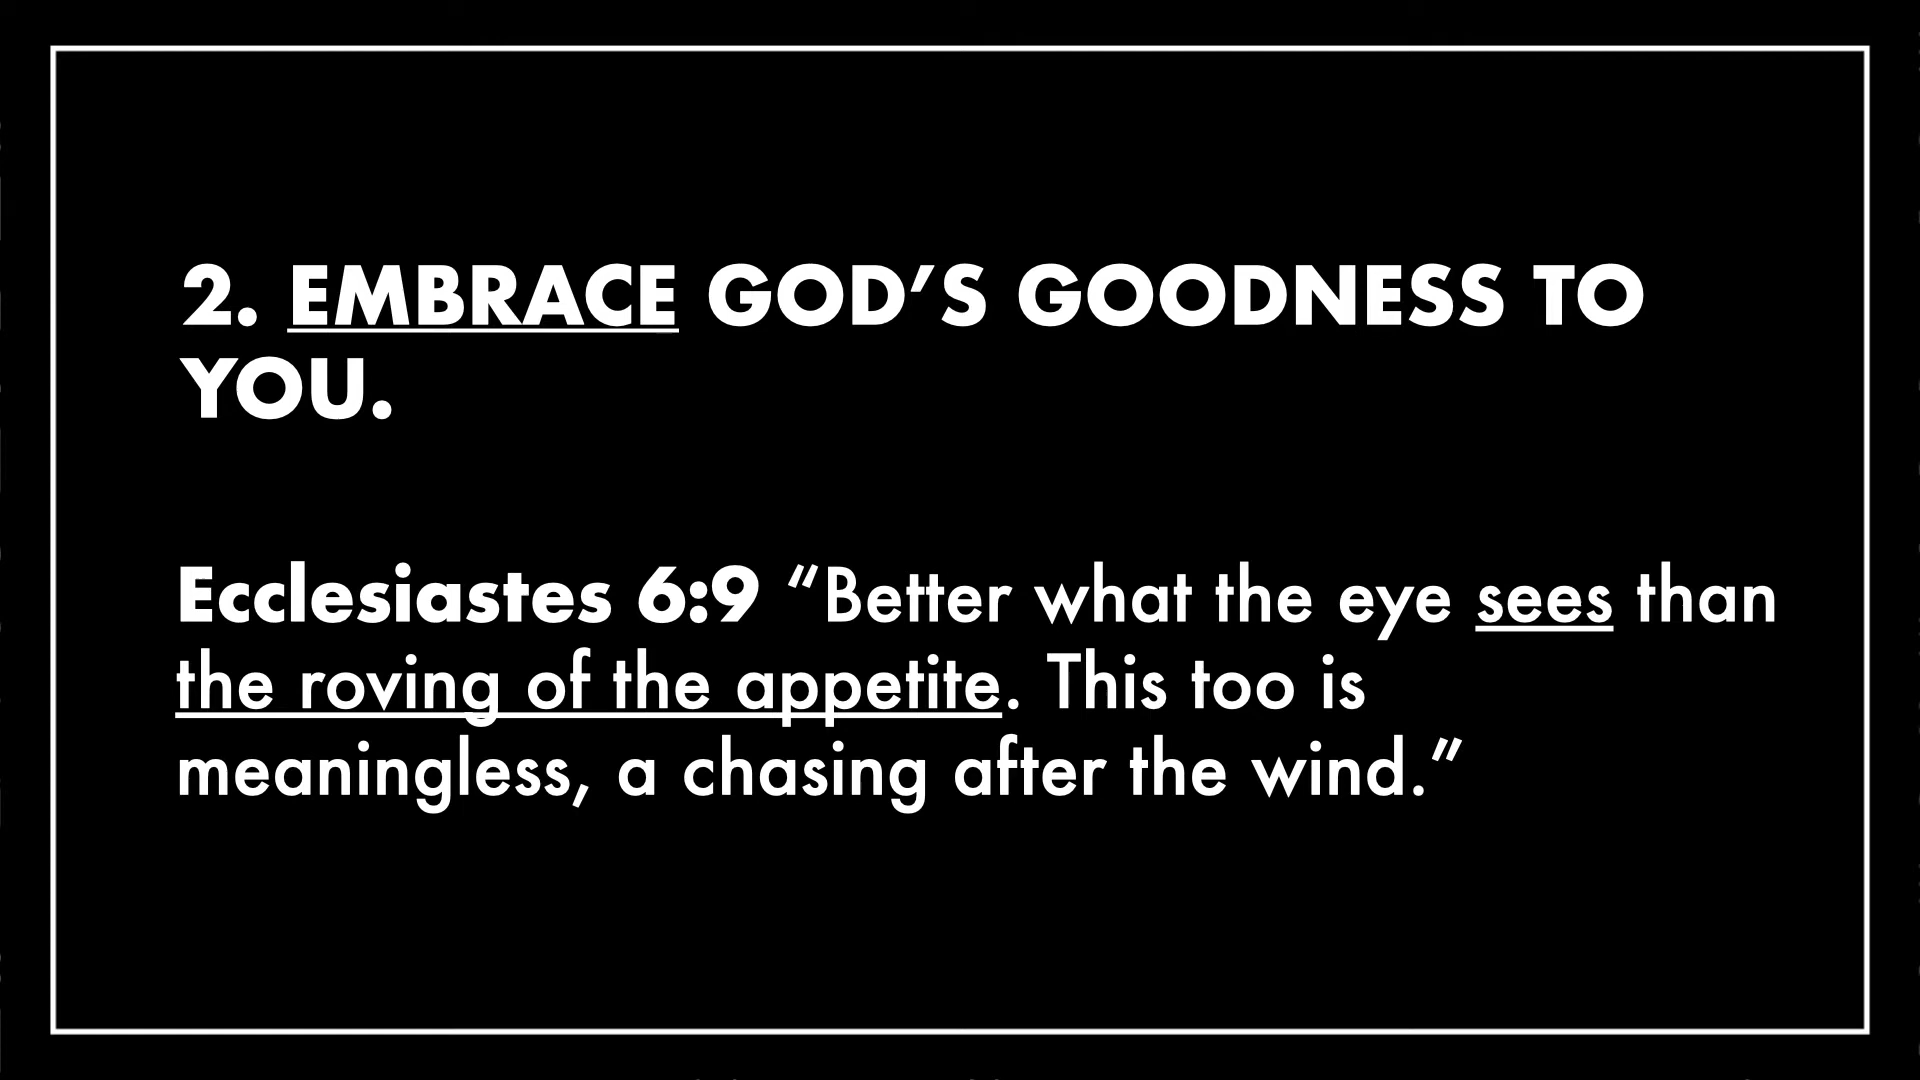 2. EMBRACE GOD’S GOODNESS TO
YOU.
Ecclesiastes 6:9 “Better what the eye sees than
the roving of the appetite. This too is
meaningless, a chasing after the wind.”